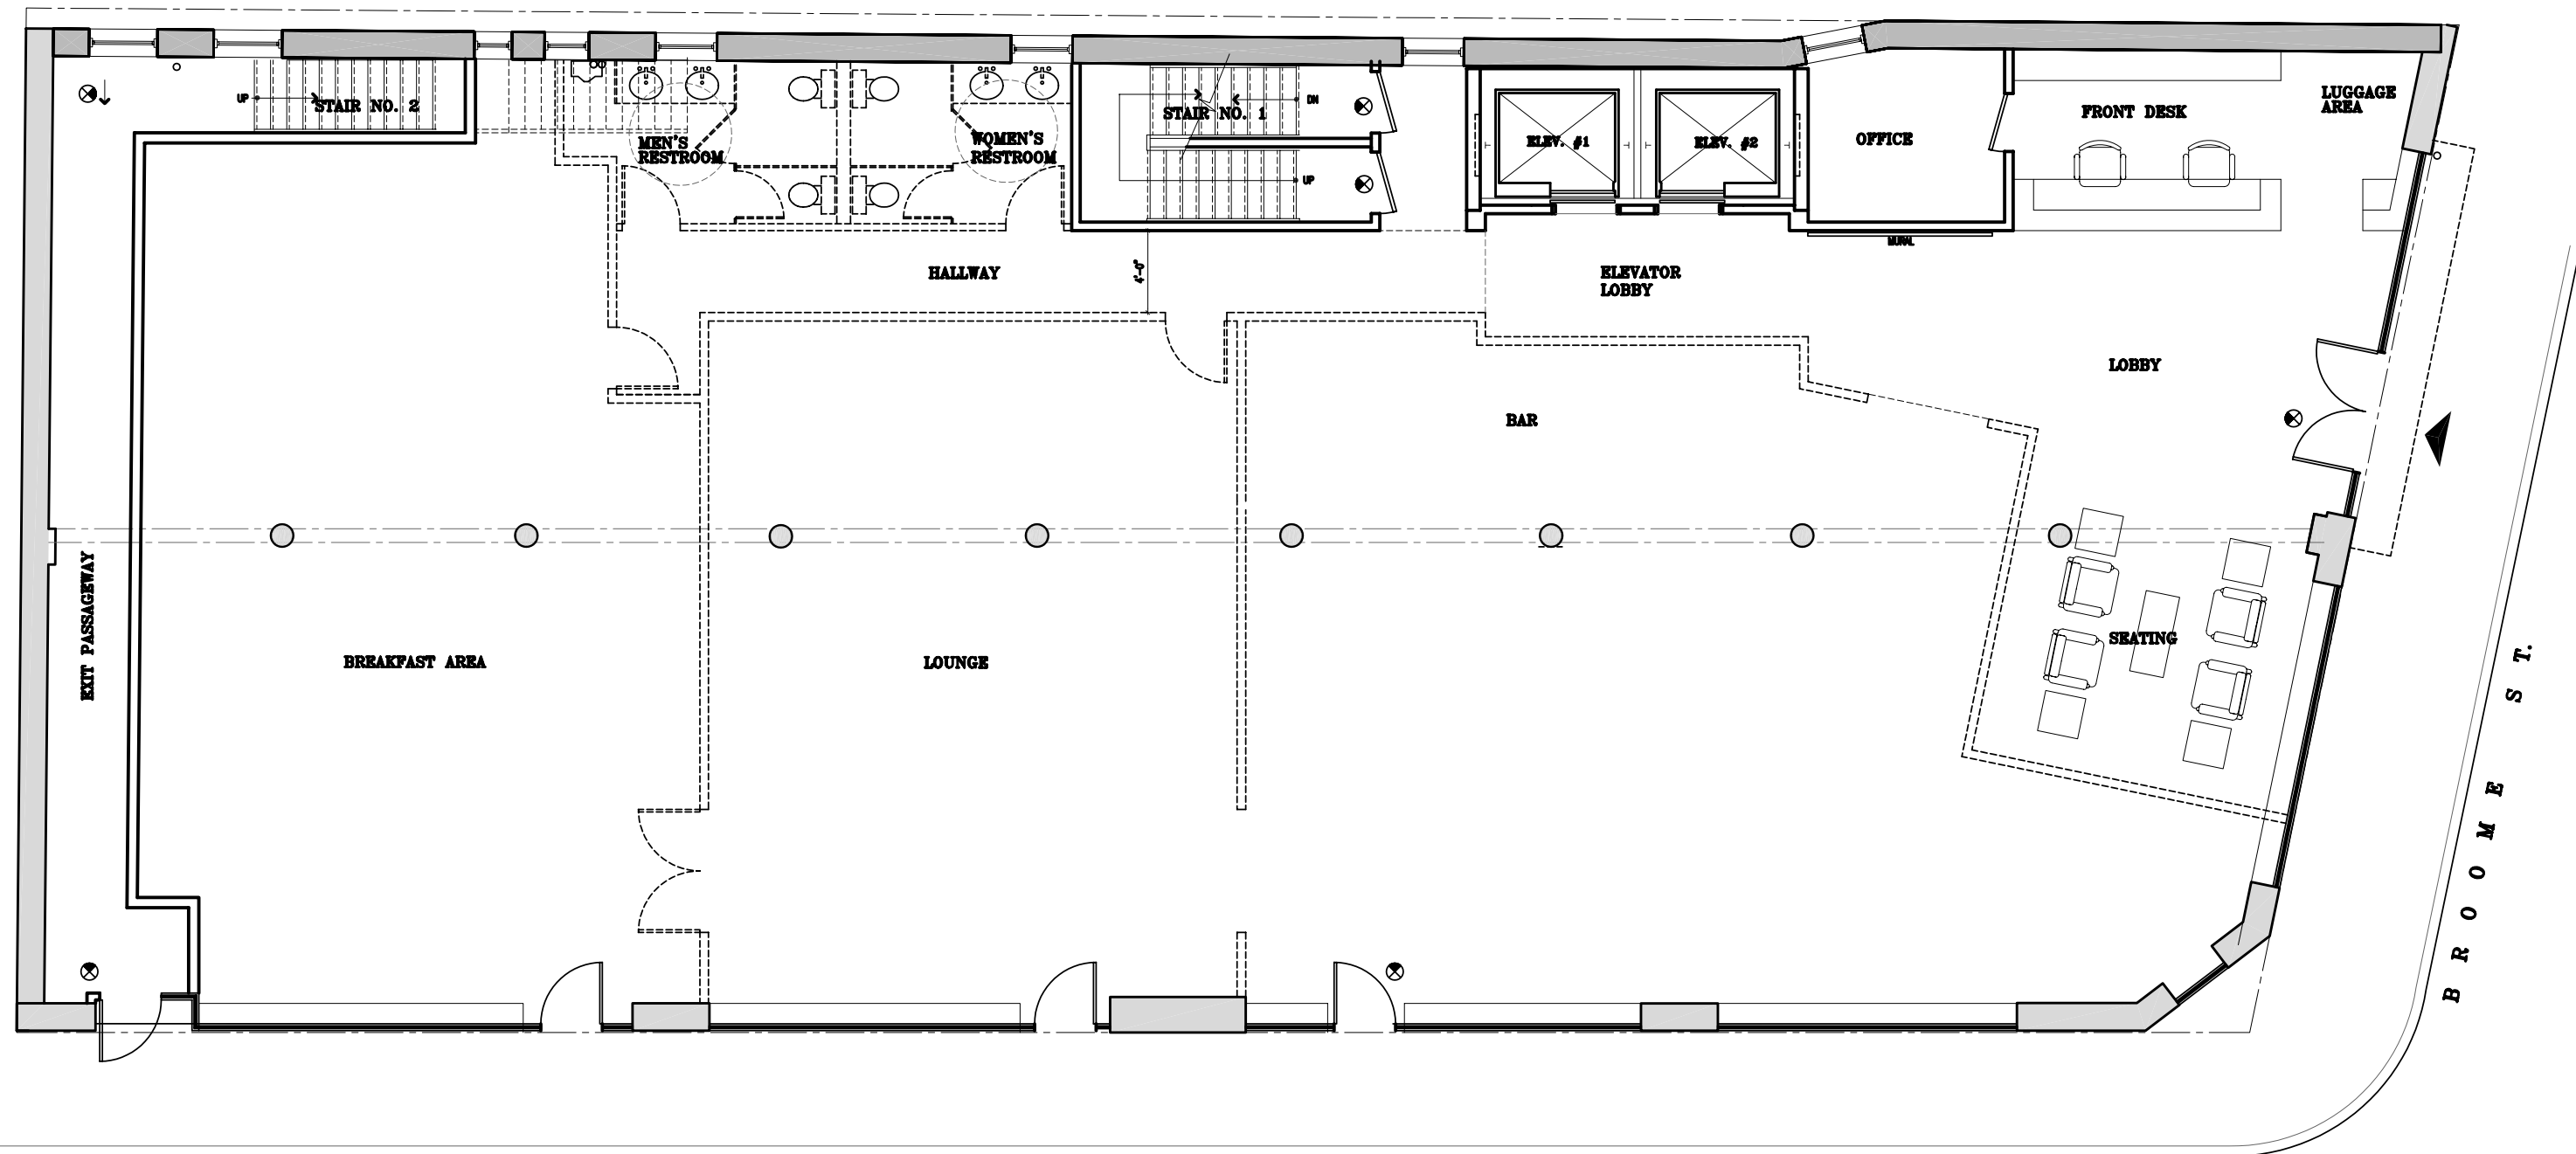 UP
STAIR NO. 2
MEN'S
RESTROOM
WOMEN'S
RESTROOM
STAIR NO. 1
DN
UP
ELEV. #1
ELEV. #2
OFFICE
FRONT DESK
LUGGAGE
AREA
MURAL
HALLWAY
4'-0"
ELEVATOR
LOBBY
LOBBY
BAR
EXIT PASSAGEWAY
BREAKFAST AREA
LOUNGE
SEATING
BROOME ST.